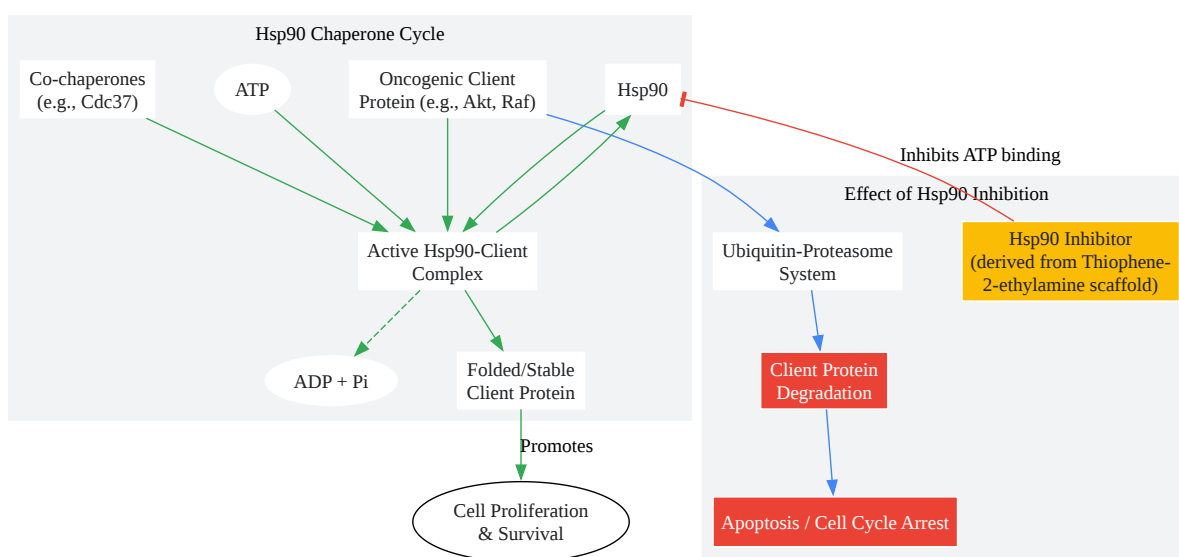 Hsp90 Chaperone Cycle
Co-chaperones
(e.g., Cdc37)
ATP
Oncogenic Client
Protein (e.g., Akt, Raf)
Hsp90
Inhibits ATP binding
Effect of Hsp90 Inhibition
Active Hsp90-Client
Complex
Ubiquitin-Proteasome
System
Hsp90 Inhibitor
(derived from Thiophene-
2-ethylamine scaffold)
ADP + Pi
Folded/Stable
Client Protein
Client Protein
Degradation
Promotes
Cell Proliferation
& Survival
Apoptosis / Cell Cycle Arrest